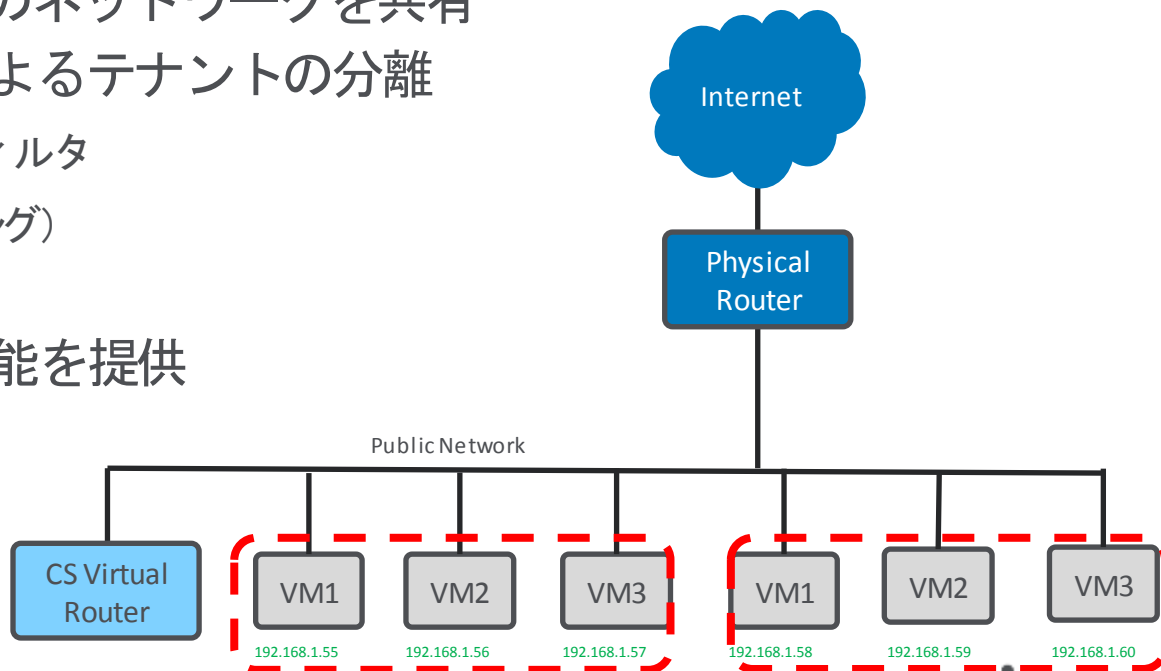 のネットワークを共有
よるテナントの分離
ィルタ
グ）
能を提供
Internet
Physical
Router
Public Network
CS Virtual
Router
VM1
VM2
VM3
VM1
VM2
VM3
192.168.1.55
192.168.1.56
192.168.1.57
192.168.1.58
192.168.1.59
192.168.1.60